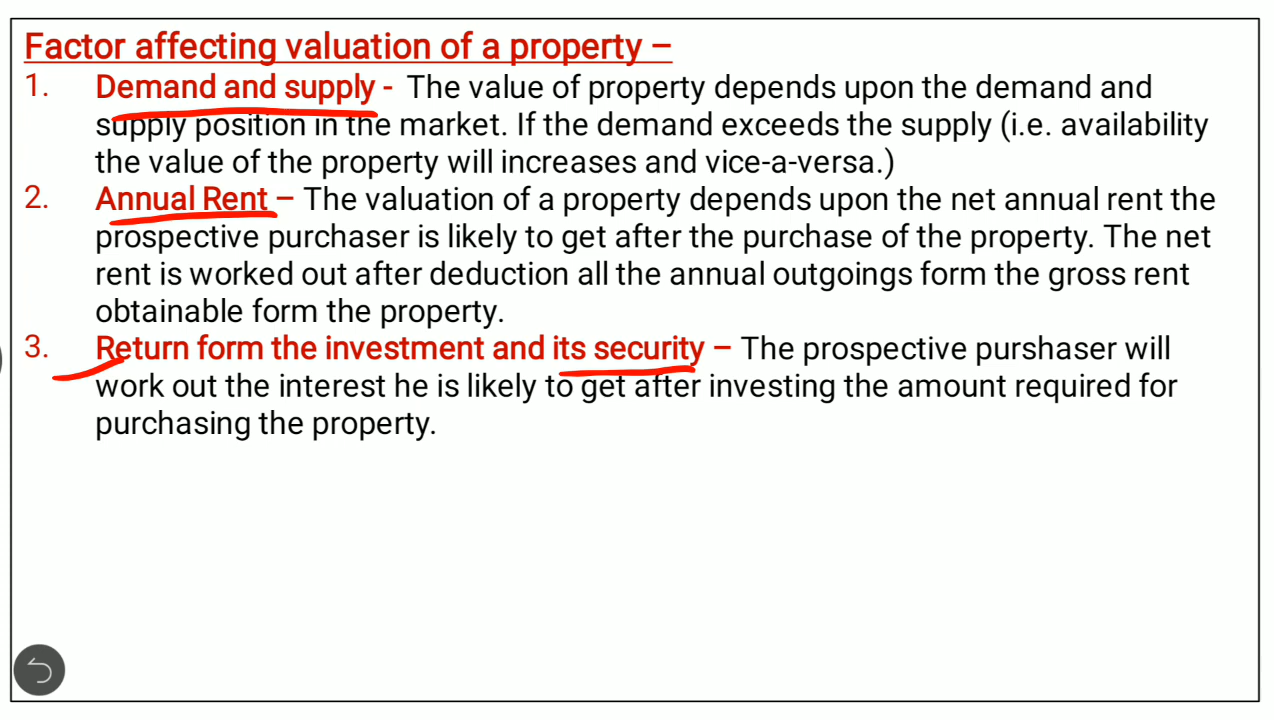 Factor affecting valuation of a property –
1. Demand and supply - The value of property depends upon the demand and
supply position in the market. If the demand exceeds the supply (i.e. availability
the value of the property will increases and vice-a-versa.)
2. Annual Rent – The valuation of a property depends upon the net annual rent the
prospective purchaser is likely to get after the purchase of the property. The net
rent is worked out after deduction all the annual outgoings form the gross rent
obtainable form the property.
3. Return form the investment and its security – The prospective purshaser will
work out the interest he is likely to get after investing the amount required for
purchasing the property.